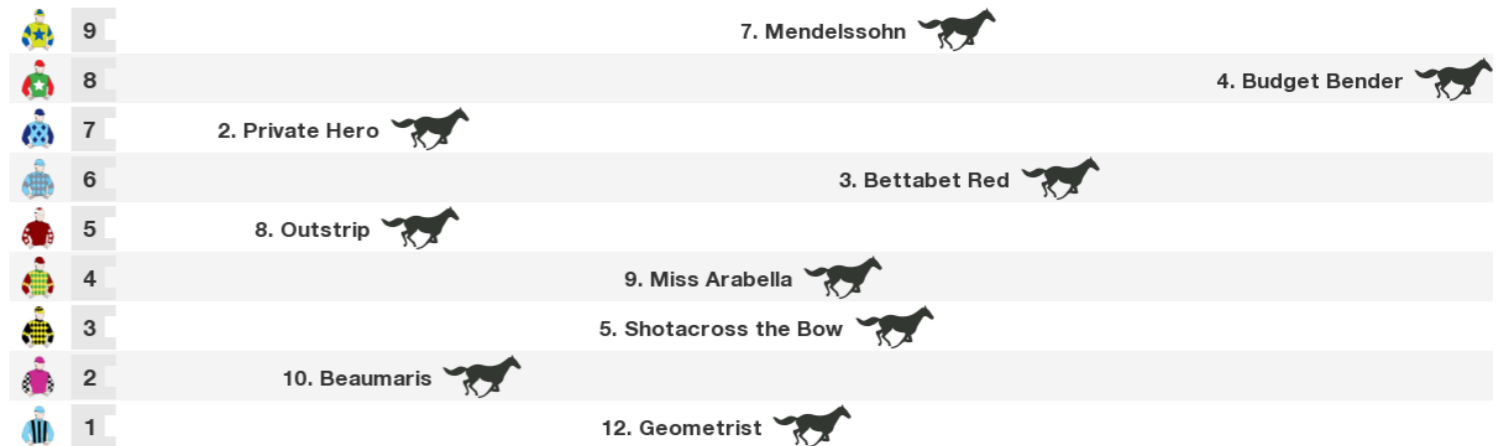 9 7. Mendelssohn
8 4. Budget Bender
7 2. Private Hero
6 3. Bettabet Red
5 8. Outstrip
4 9. Miss Arabella
3 5. Shotacross the Bow
2 10. Beaumaris
1 12. Geometrist